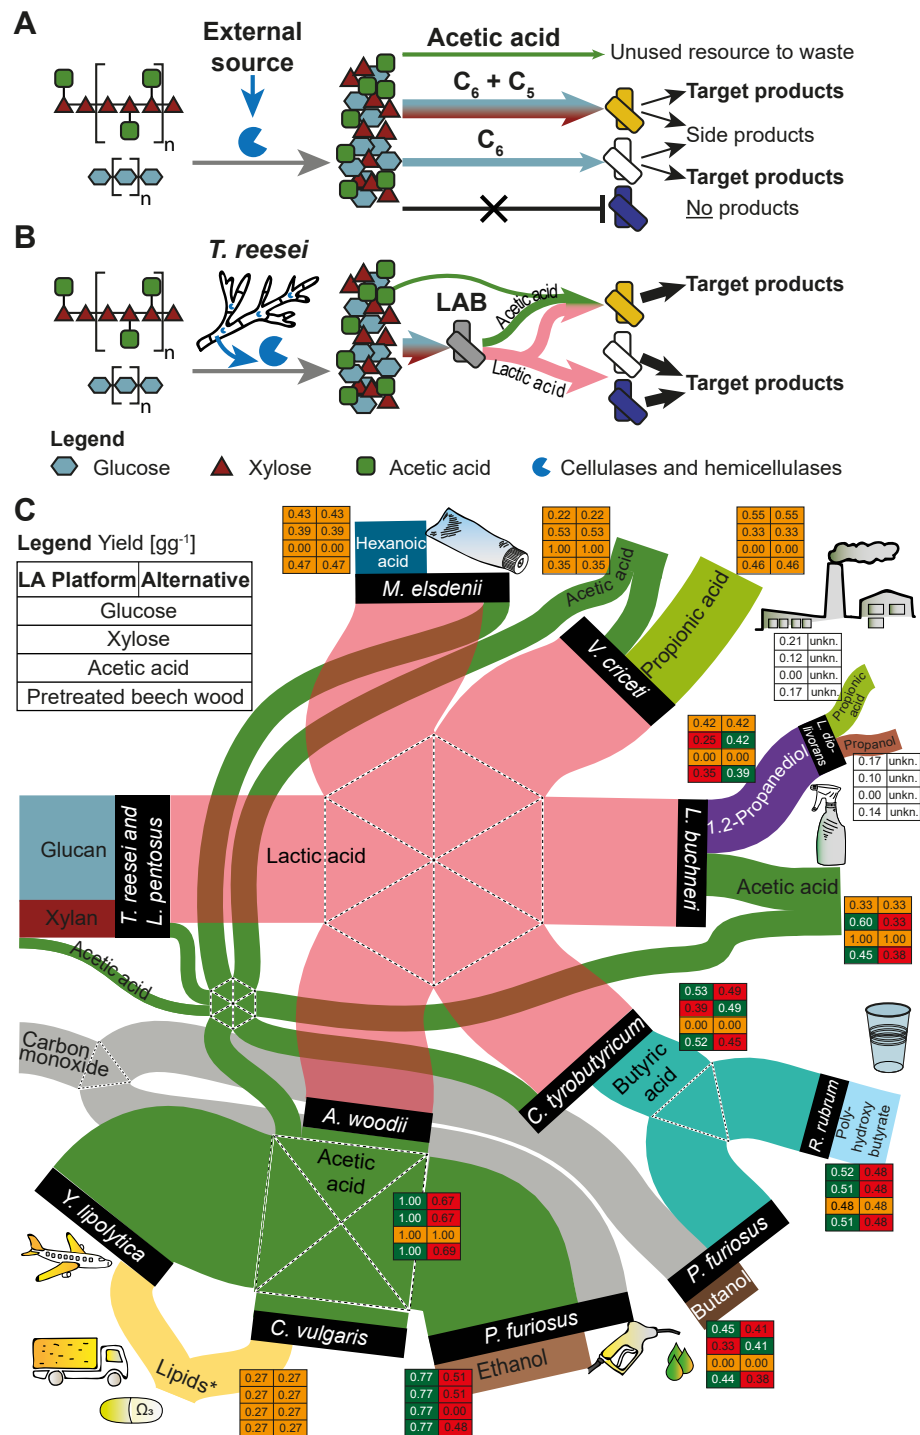 A
External
source
Acetic acid
Unused resource to waste
C6 + C5
Target products
Side products
C6
Target products
No products
n
n
B
T. reesei
LAB
Acetic acid
Lactic acid
Target products
Target products
n
n
Legend
Glucose
Xylose
Acetic acid
Cellulases and hemicellulases
C
Legend Yield [gg-1]
LA Platform Alternative
Glucose
Xylose
Acetic acid
Pretreated beech wood
0.43 0.43
0.39 0.39
0.00 0.00
0.47 0.47
Hexanoic
acid
M. elsdenii
0.22 0.22
0.53 0.53
1.00 1.00
0.35 0.35
Acetic acid
V. criceti
Propionic acid
0.55 0.55
0.33 0.33
0.00 0.00
0.46 0.46
0.21 unkn.
0.12 unkn.
0.00 unkn.
0.17 unkn.
Propionic
acid
L. dio-
livorans
Propanol
0.17 unkn.
0.10 unkn.
0.00 unkn.
0.14 unkn.
0.42 0.42
0.25 0.42
0.00 0.00
0.35 0.39
1.2-Propanediol
L. buchneri
Acetic acid
0.33 0.33
0.60 0.33
1.00 1.00
0.45 0.38
Glucan
Xylan
T. reesei and
L. pentosus
Lactic acid
Acetic acid
Carbon
monoxide
A. woodii
Acetic
acid
1.00 0.67
1.00 0.67
1.00 1.00
1.00 0.69
C. tyrobutyricum
0.53 0.49
0.39 0.49
0.00 0.00
0.52 0.45
Butyric
acid
R. rubrum
Poly-
hydroxy
butyrate
0.52 0.48
0.51 0.48
0.48 0.48
0.51 0.48
P. furiosus
Butanol
0.45 0.41
0.33 0.41
0.00 0.00
0.44 0.38
Y. lipolytica
C. vulgaris
Lipids*
Ω3
0.27 0.27
0.27 0.27
0.27 0.27
0.27 0.27
P. furiosus
Ethanol
0.77 0.51
0.77 0.51
0.77 0.00
0.77 0.48